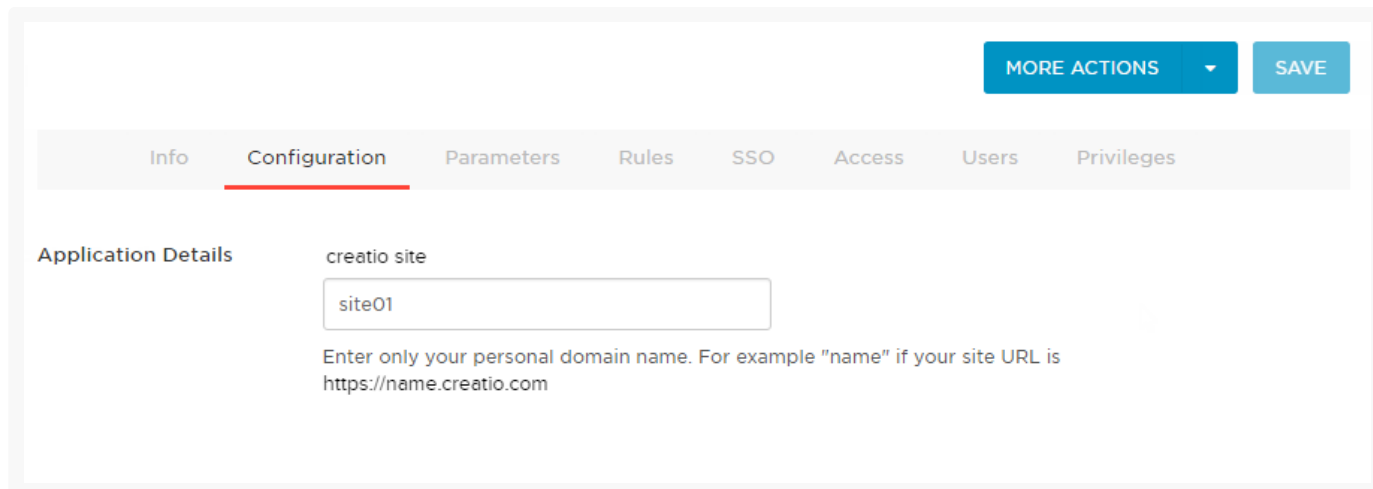 MORE ACTIONS SAVE
Info Configuration Parameters Rules SSO Access Users Privileges
Application Details creatio site
site01
Enter only your personal domain name. For example "name" if your site URL is
https://name.creatio.com